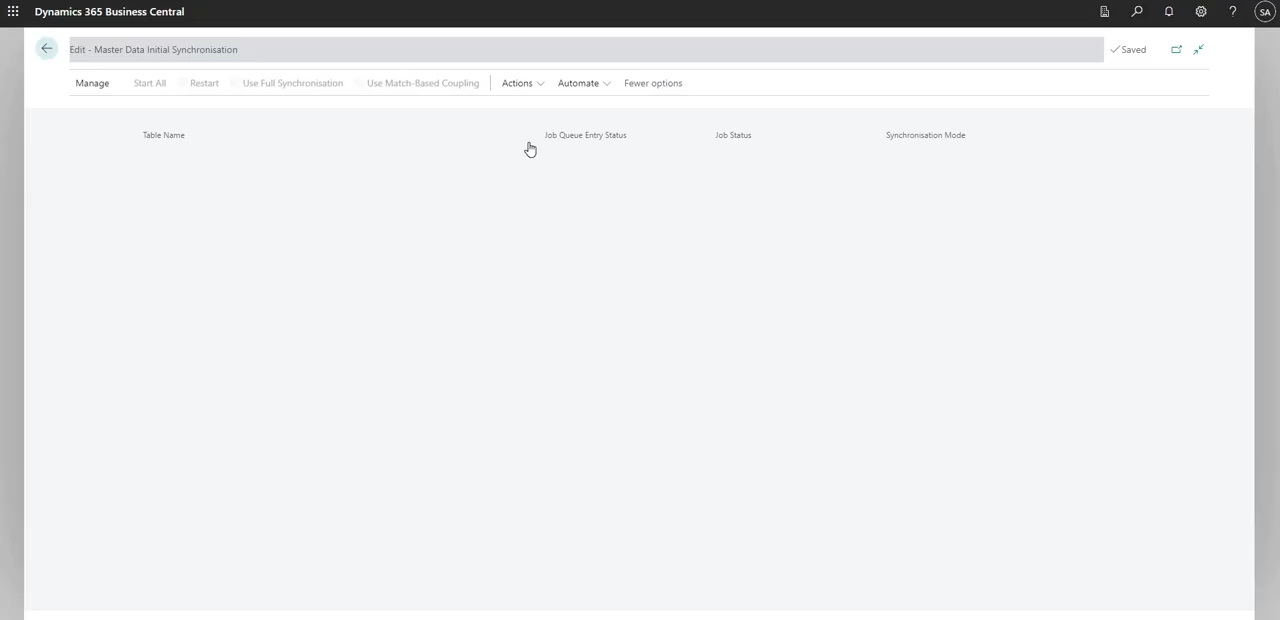 Dynamics 365 Business Central
? SA
Edit - Master Data Initial Synchronisation
Saved
Manage Start All Restart Use Full Synchronisation Use Match-Based Coupling Actions Automate Fewer options
Table Name Job Queue Entry Status Job Status Synchronisation Mode